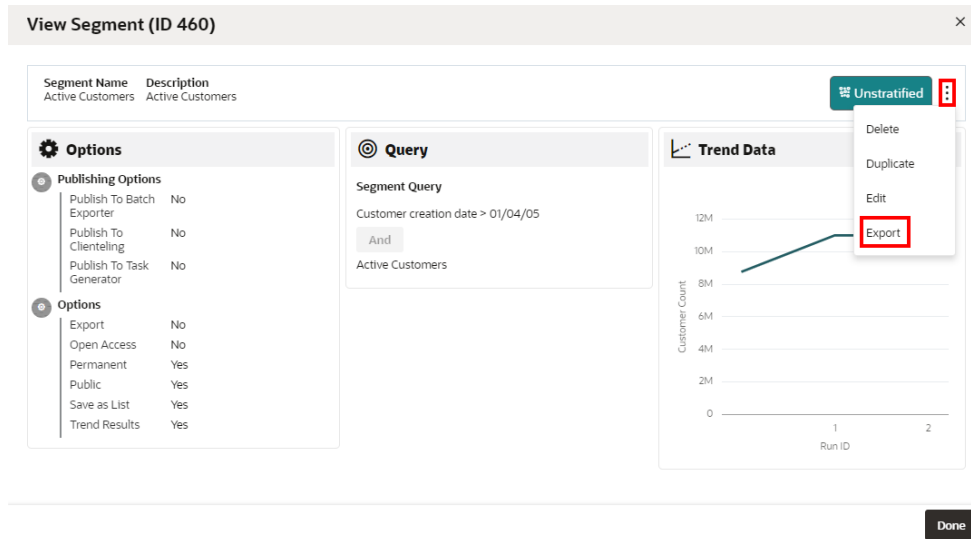 View Segment (ID 460)
×
Segment Name Description
Active Customers Active Customers
Unstratified
Delete
Duplicate
Edit
Export
Options
Publishing Options
Publish To Batch No
Exporter
Publish To No
Clienteling
Publish To Task No
Generator
Options
Export No
Open Access No
Permanent Yes
Public Yes
Save as List Yes
Trend Results Yes
Query
Segment Query
Customer creation date > 01/04/05
And
Active Customers
Trend Data
12M
10M
8M
6M
4M
2M
0
Customer Count
1 2
Run ID
Done